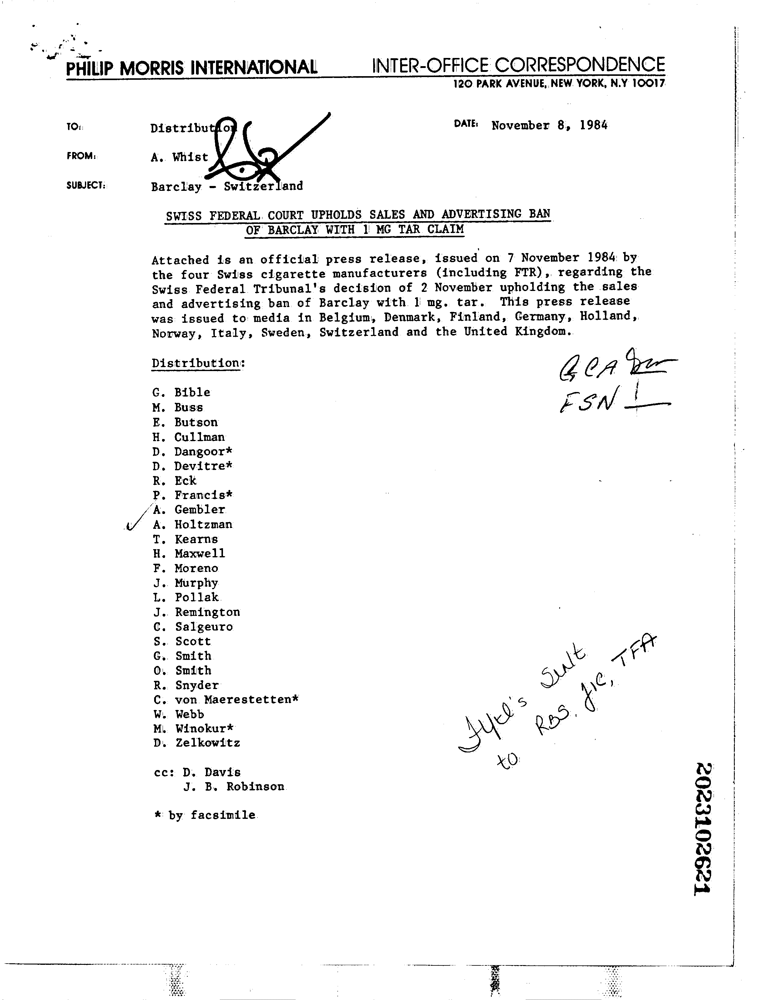 PHILIP MORRIS INTERNATIONAL INTER-OFFICE CORRESPONDENCE
120 PARK AVENUE, NEW YORK, N.Y 10017
TO: Distribution DATE: November 8, 1984
FROM: A. Whist
SUBJECT: Barclay - Switzerland
SWISS FEDERAL COURT UPHOLDS SALES AND ADVERTISING BAN
OF BARCLAY WITH 1 MG TAR CLAIM
Attached is an official press release, issued on 7 November 1984 by
the four Swiss cigarette manufacturers (including FTR), regarding the
Swiss Federal Tribunal's decision of 2 November upholding the sales
and advertising ban of Barclay with 1 mg. tar. This press release
was issued to media in Belgium, Denmark, Finland, Germany, Holland,
Norway, Italy, Sweden, Switzerland and the United Kingdom.
Distribution:
GCA
FSN
G. Bible
M. Buss
E. Butson
H. Cullman
D. Dangoor*
D. Devitre*
R. Eck
P. Francis*
A. Gembler
A. Holtzman
T. Kearns
H. Maxwell
F. Moreno
J. Murphy
L. Pollak
J. Remington
C. Salgeuro
S. Scott
G. Smith
O. Smith
R. Snyder
C. von Maerestetten*
W. Webb
M. Winokur*
D. Zelkowitz
Sent
to RBS, JIC, TFA
cc: D. Davis
J. B. Robinson
* by facsimile
2023102621